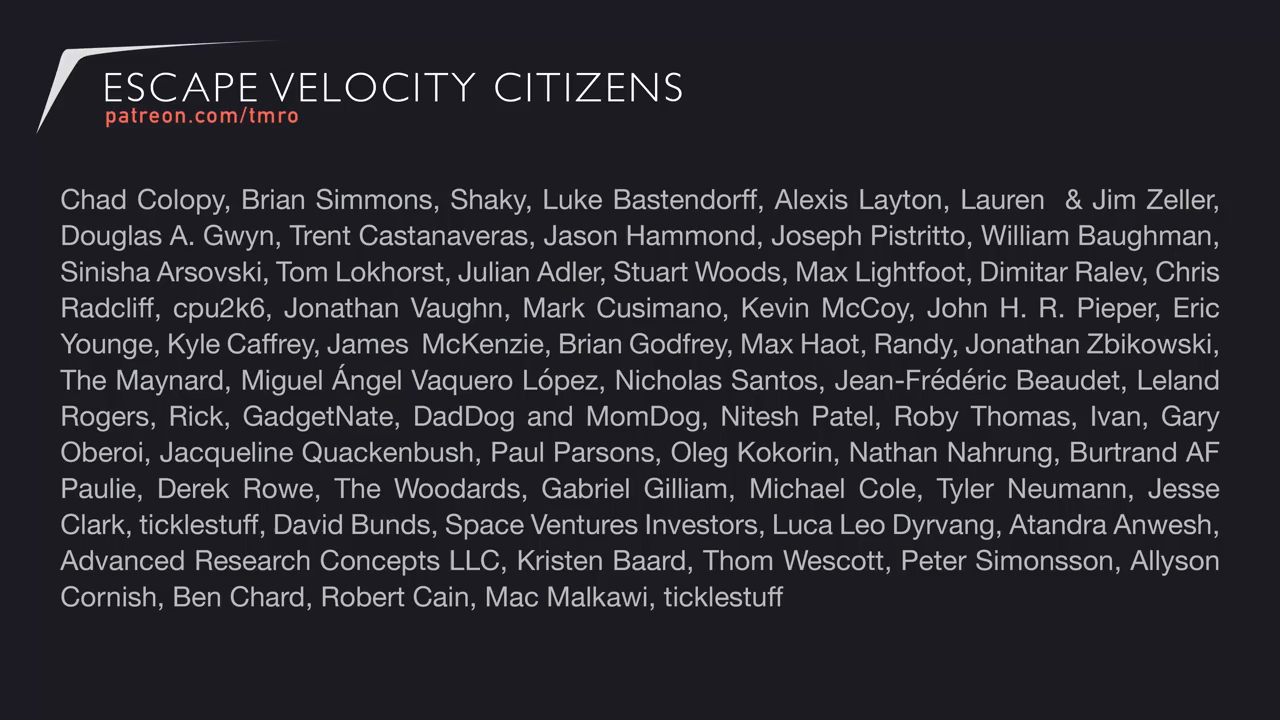 ESCAPE VELOCITY CITIZENS
patreon.com/tmro
Chad Colopy, Brian Simmons, Shaky, Luke Bastendorff, Alexis Layton, Lauren & Jim Zeller,
Douglas A. Gwyn, Trent Castanaveras, Jason Hammond, Joseph Pistritto, William Baughman,
Sinisha Arsovski, Tom Lokhorst, Julian Adler, Stuart Woods, Max Lightfoot, Dimitar Ralev, Chris
Radcliff, cpu2k6, Jonathan Vaughn, Mark Cusimano, Kevin McCoy, John H. R. Pieper, Eric
Younge, Kyle Caffrey, James McKenzie, Brian Godfrey, Max Haot, Randy, Jonathan Zbikowski,
The Maynard, Miguel Ángel Vaquero López, Nicholas Santos, Jean-Frédéric Beaudet, Leland
Rogers, Rick, GadgetNate, DadDog and MomDog, Nitesh Patel, Roby Thomas, Ivan, Gary
Oberoi, Jacqueline Quackenbush, Paul Parsons, Oleg Kokorin, Nathan Nahrung, Burtrand AF
Paulie, Derek Rowe, The Woodards, Gabriel Gilliam, Michael Cole, Tyler Neumann, Jesse
Clark, ticklestuff, David Bunds, Space Ventures Investors, Luca Leo Dyrvang, Atandra Anwesh,
Advanced Research Concepts LLC, Kristen Baard, Thom Wescott, Peter Simonsson, Allyson
Cornish, Ben Chard, Robert Cain, Mac Malkawi, ticklestuff